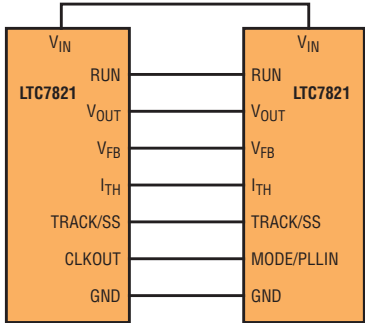 VIN VIN
RUN RUN
LTC7821 LTC7821
VOUT VOUT
VFB VFB
ITH ITH
TRACK/SS TRACK/SS
CLKOUT MODE/PLLIN
GND GND